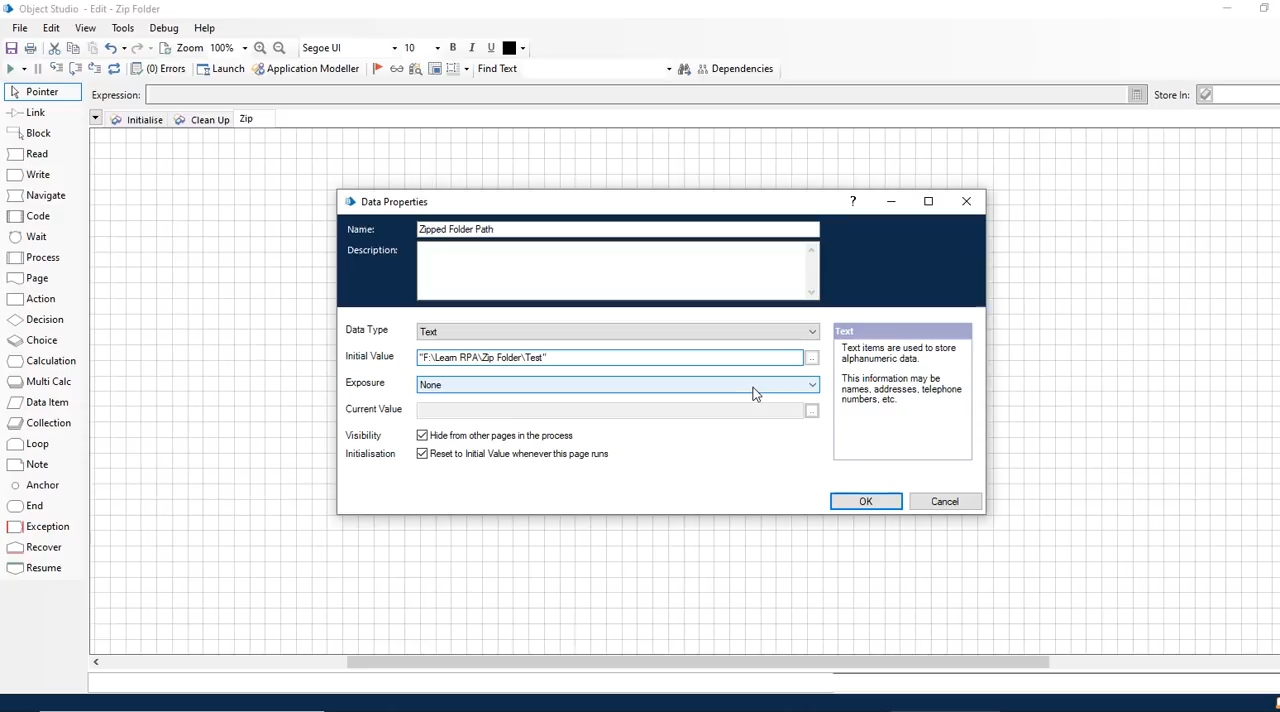 Object Studio - Edit - Zip Folder
File Edit View Tools Debug Help
Zoom 100% Segoe UI 10 B I U
(0) Errors Launch Application Modeller Find Text Dependencies
Pointer
Expression:
Store In:
Link
Initialise Clean Up Zip
Block
Read
Write
Navigate
Code
Wait
Process
Page
Action
Decision
Choice
Calculation
Multi Calc
Data Item
Collection
Loop
Note
Anchor
End
Exception
Recover
Resume
Data Properties
?
Name: Zipped Folder Path
Description:
Data Type Text
Initial Value "F:\Learn RPA\Zip Folder\Test" ...
Exposure None
Current Value ...
Visibility Hide from other pages in the process
Initialisation Reset to Initial Value whenever this page runs
Text
Text items are used to store
alphanumeric data.
This information may be
names, addresses, telephone
numbers, etc.
OK Cancel